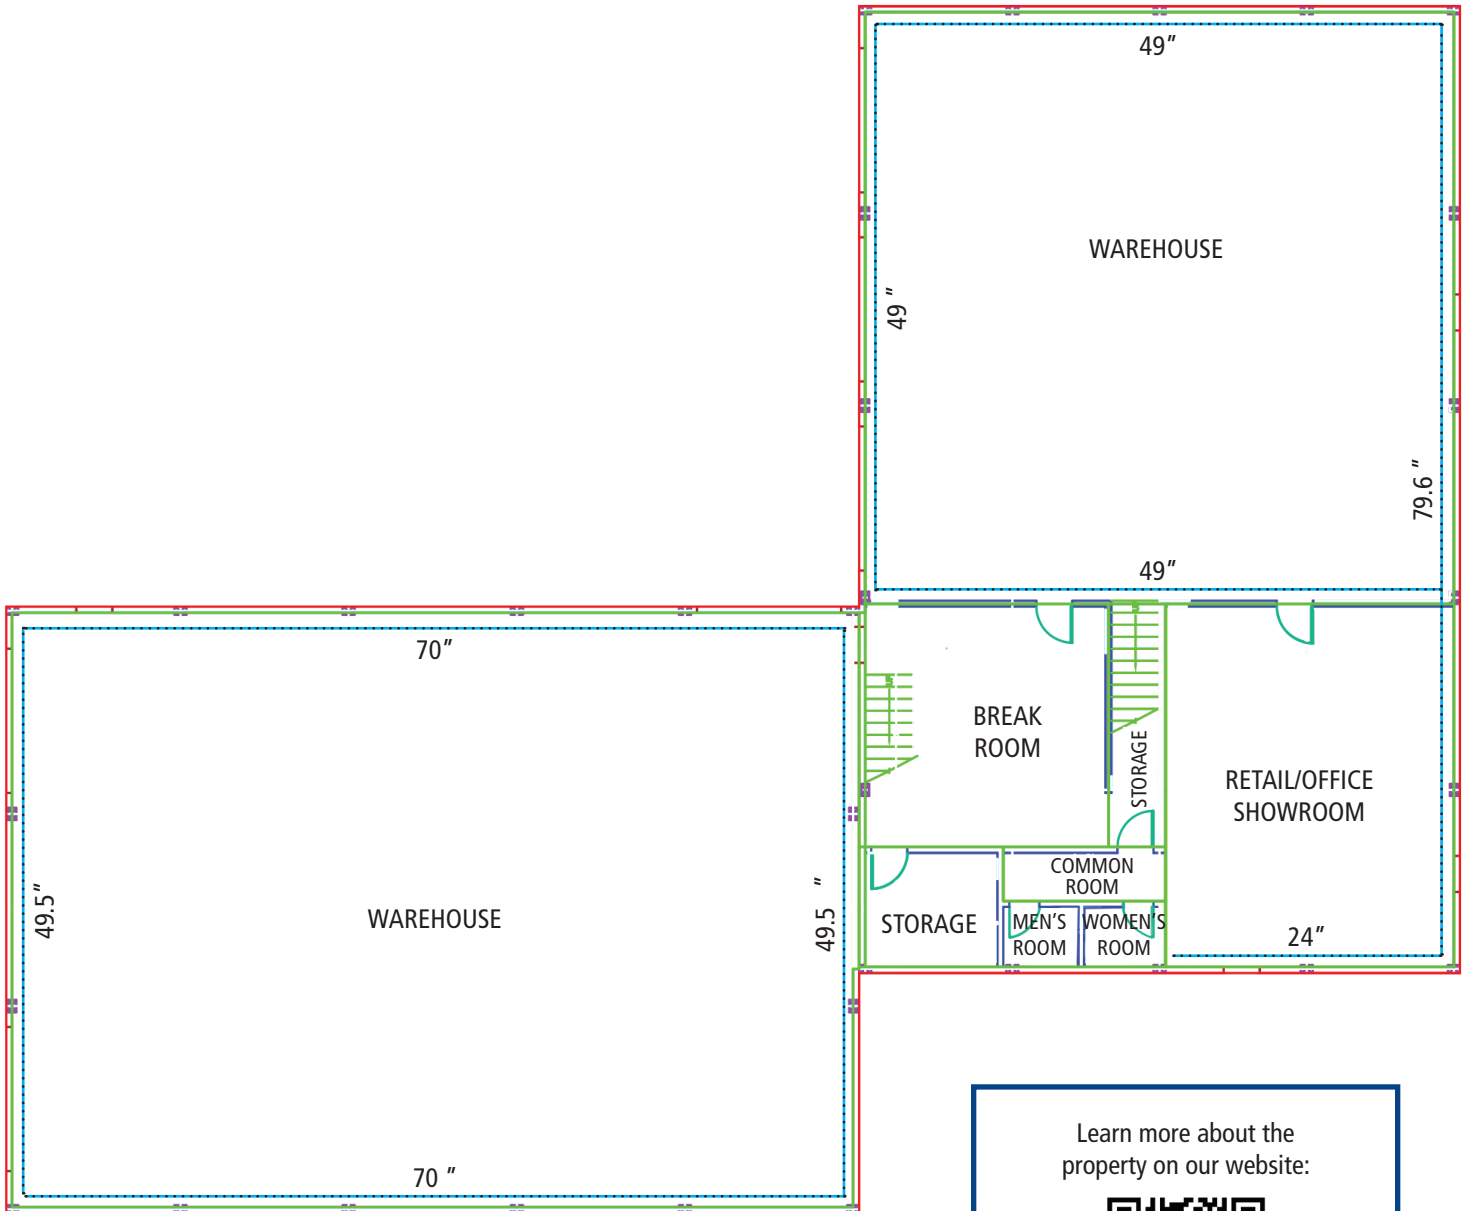 49″
WAREHOUSE
49 ″
79.6 ″
49″
70″
BREAK
ROOM
STORAGE
RETAIL/OFFICE
SHOWROOM
COMMON
ROOM
49.5″
WAREHOUSE
49.5 ″
STORAGE
MEN'S
ROOM
WOMEN'S
ROOM
24″
70 ″
Learn more about the
property on our website: